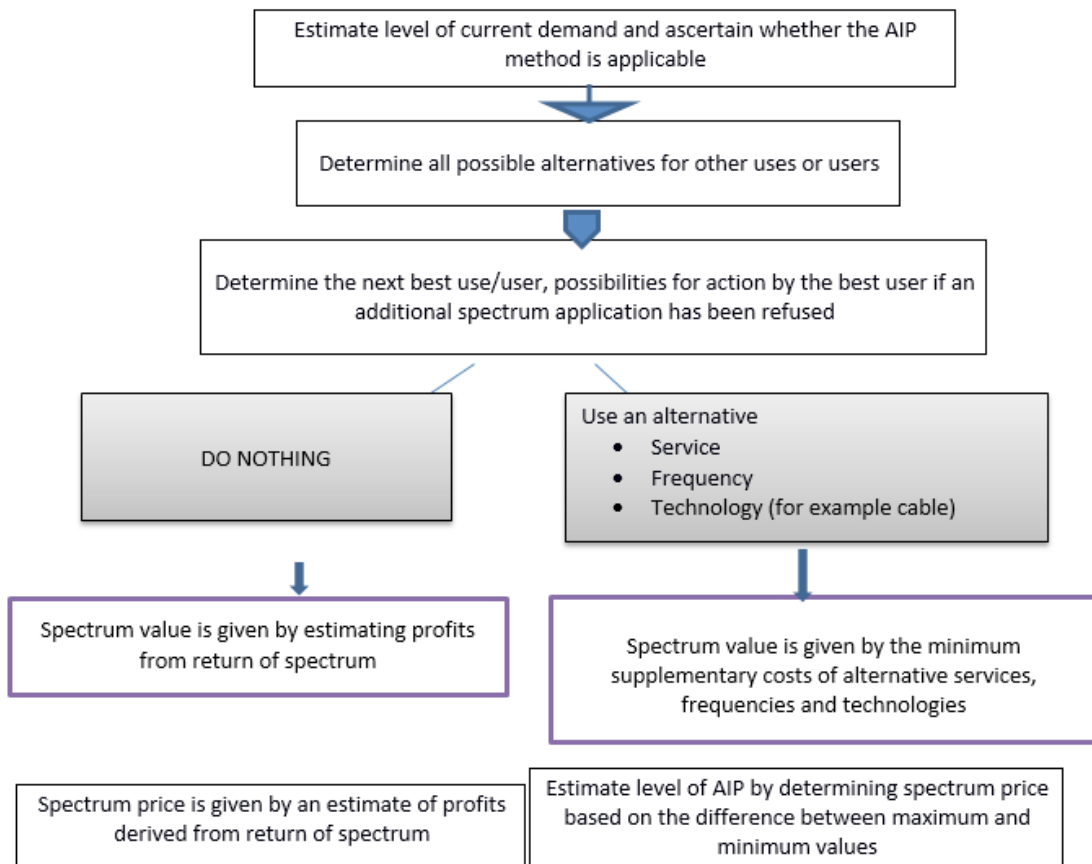 Estimate level of current demand and ascertain whether the AIP
method is applicable
Determine all possible alternatives for other uses or users
Determine the next best use/user, possibilities for action by the best user if an
additional spectrum application has been refused
DO NOTHING
Use an alternative
• Service
• Frequency
• Technology (for example cable)
Spectrum value is given by estimating profits
from return of spectrum
Spectrum value is given by the minimum
supplementary costs of alternative services,
frequencies and technologies
Spectrum price is given by an estimate of profits
derived from return of spectrum
Estimate level of AIP by determining spectrum price
based on the difference between maximum and
minimum values